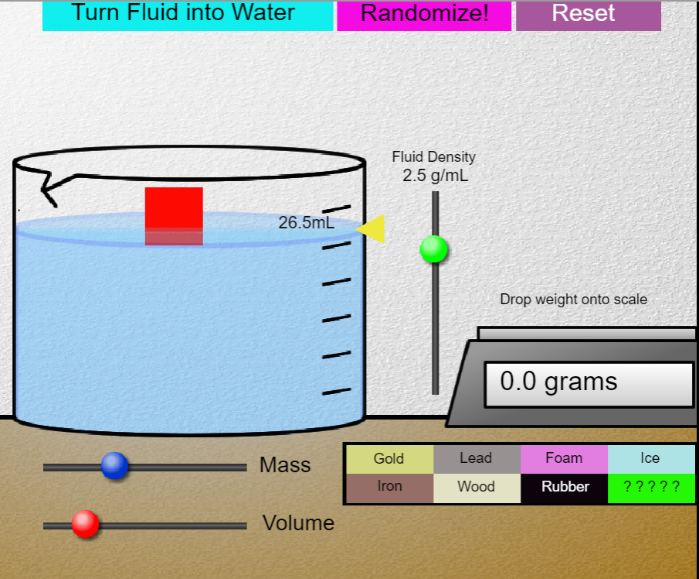 Turn Fluid into Water
Randomize!
Reset
Fluid Density
2.5 g/mL
26.5mL
Drop weight onto scale
0.0 grams
Mass
Volume
Gold Lead Foam Ice
Iron Wood Rubber ? ? ? ? ?